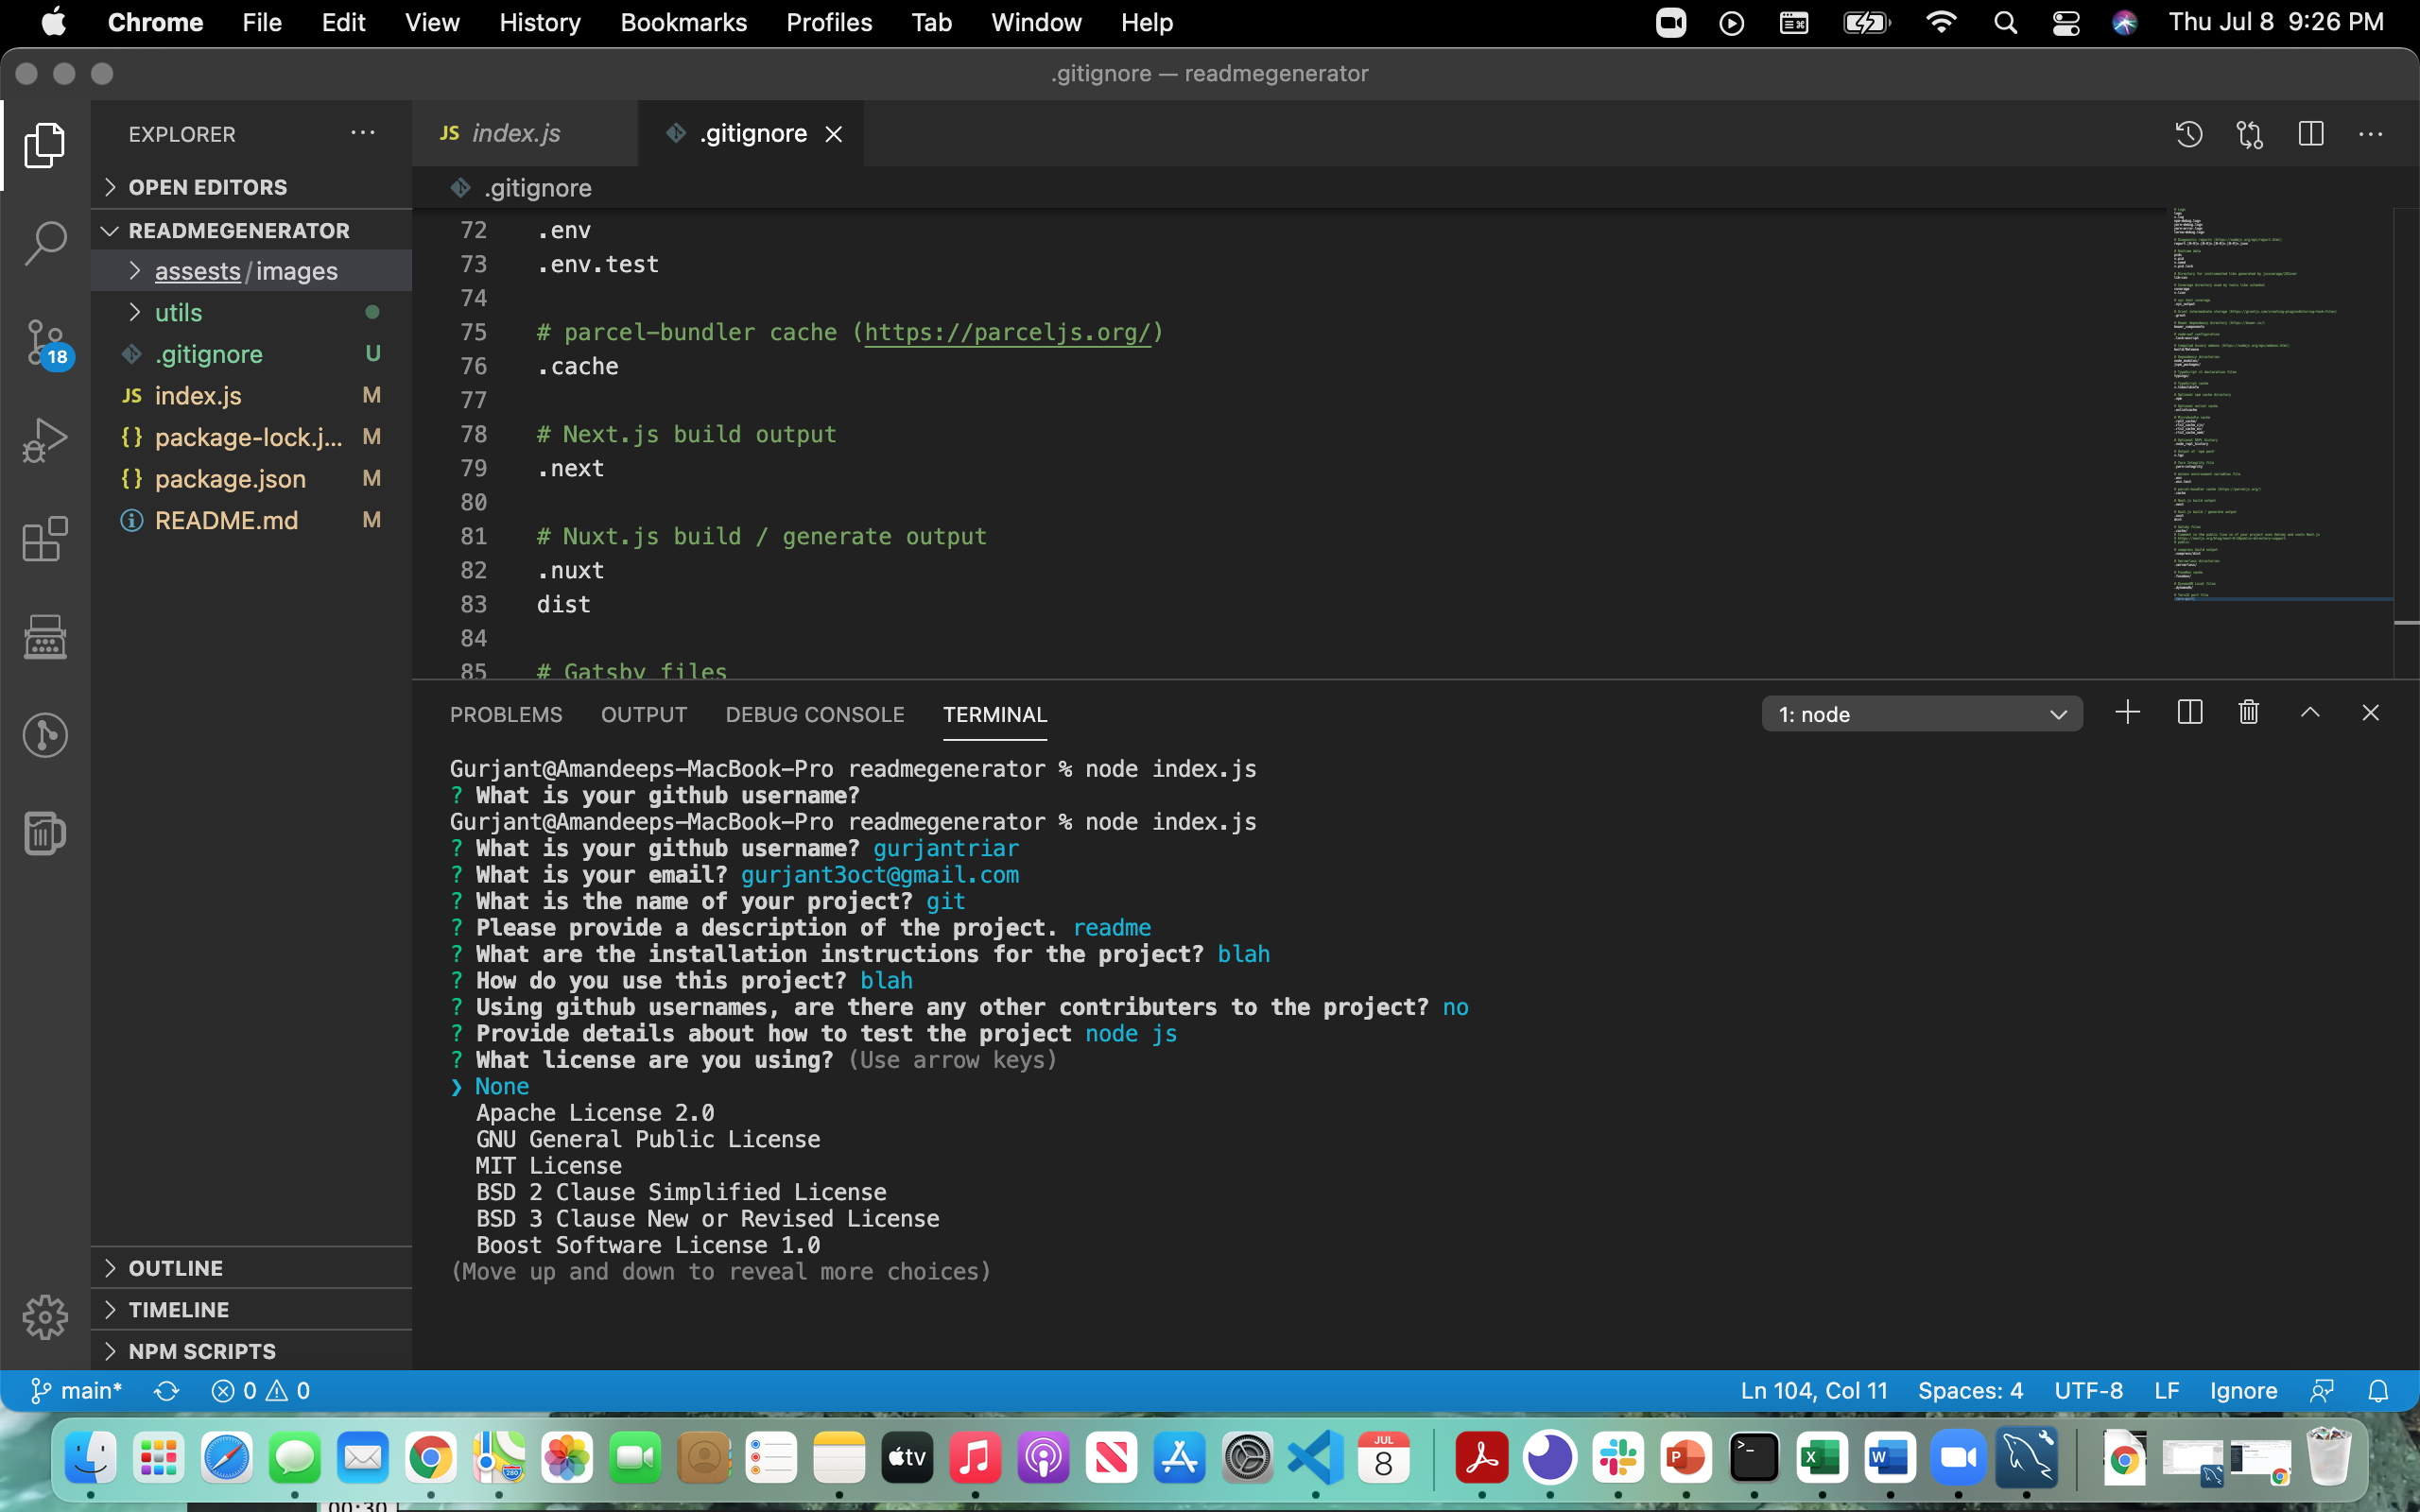 Chrome File Edit View History Bookmarks Profiles Tab Window Help Thu Jul 8 9:26 PM
.gitignore — readmegenerator
EXPLORER
JS index.js
.gitignore
OPEN EDITORS
.gitignore
READMEGENERATOR
assests/images
utils
.gitignore U
JS index.js M
{} package-lock.j... M
{} package.json M
README.md M
18
72 .env
73 .env.test
74
75 # parcel-bundler cache (https://parceljs.org/)
76 .cache
77
78 # Next.js build output
79 .next
80
81 # Nuxt.js build / generate output
82 .nuxt
83 dist
84
85 # Gatsby files
PROBLEMS OUTPUT DEBUG CONSOLE TERMINAL 1: node
Gurjant@Amandeeps-MacBook-Pro readmegenerator % node index.js
? What is your github username?
Gurjant@Amandeeps-MacBook-Pro readmegenerator % node index.js
? What is your github username? gurjantriar
? What is your email? gurjant3oct@gmail.com
? What is the name of your project? git
? Please provide a description of the project. readme
? What are the installation instructions for the project? blah
? How do you use this project? blah
? Using github usernames, are there any other contributers to the project? no
? Provide details about how to test the project node js
? What license are you using? (Use arrow keys)
❯ None
Apache License 2.0
GNU General Public License
MIT License
BSD 2 Clause Simplified License
BSD 3 Clause New or Revised License
Boost Software License 1.0
(Move up and down to reveal more choices)
OUTLINE
TIMELINE
NPM SCRIPTS
main* 0 0 Ln 104, Col 11 Spaces: 4 UTF-8 LF Ignore
280
tv
JUL
8
P
X
W
00:30